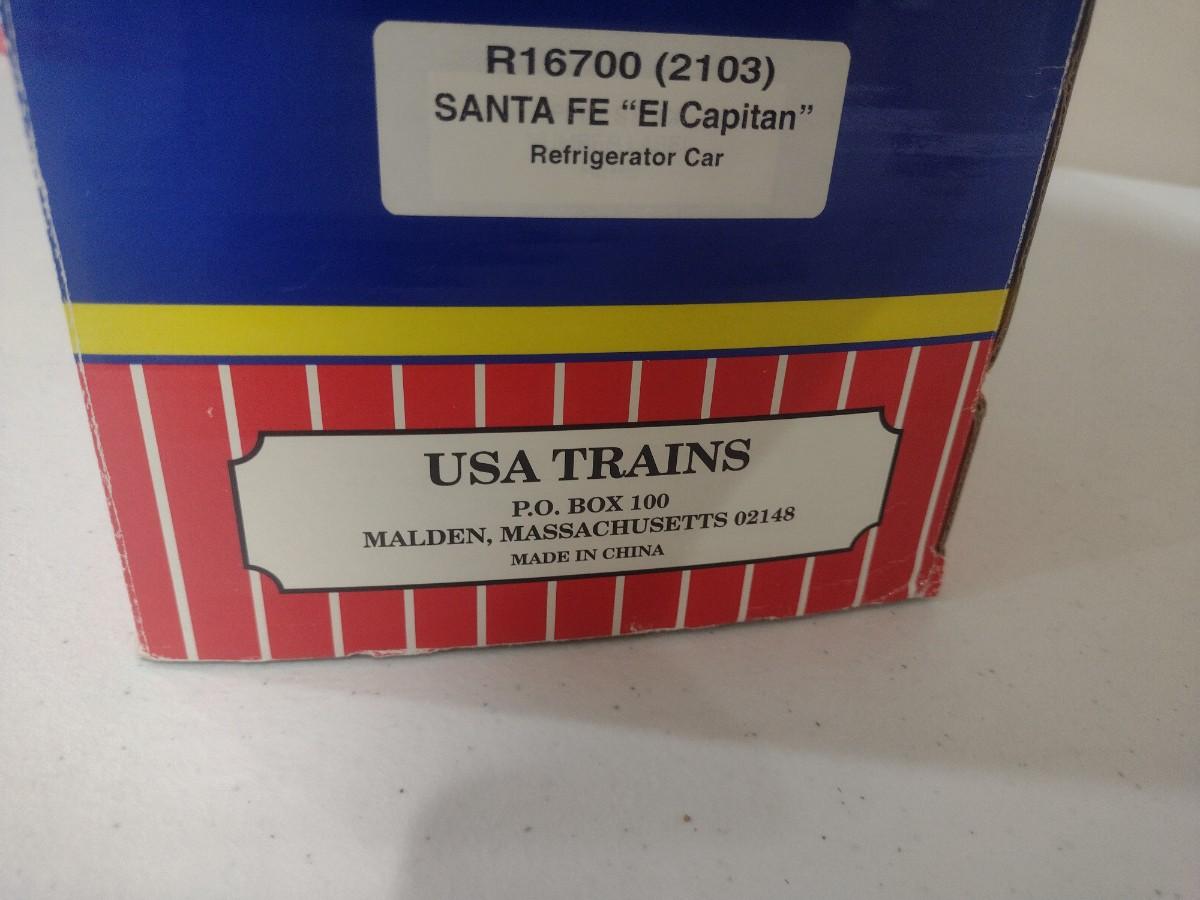 R16700 (2103)
SANTA FE “El Capitan”
Refrigerator Car
USA TRAINS
P.O. BOX 100
MALDEN, MASSACHUSETTS 02148
MADE IN CHINA